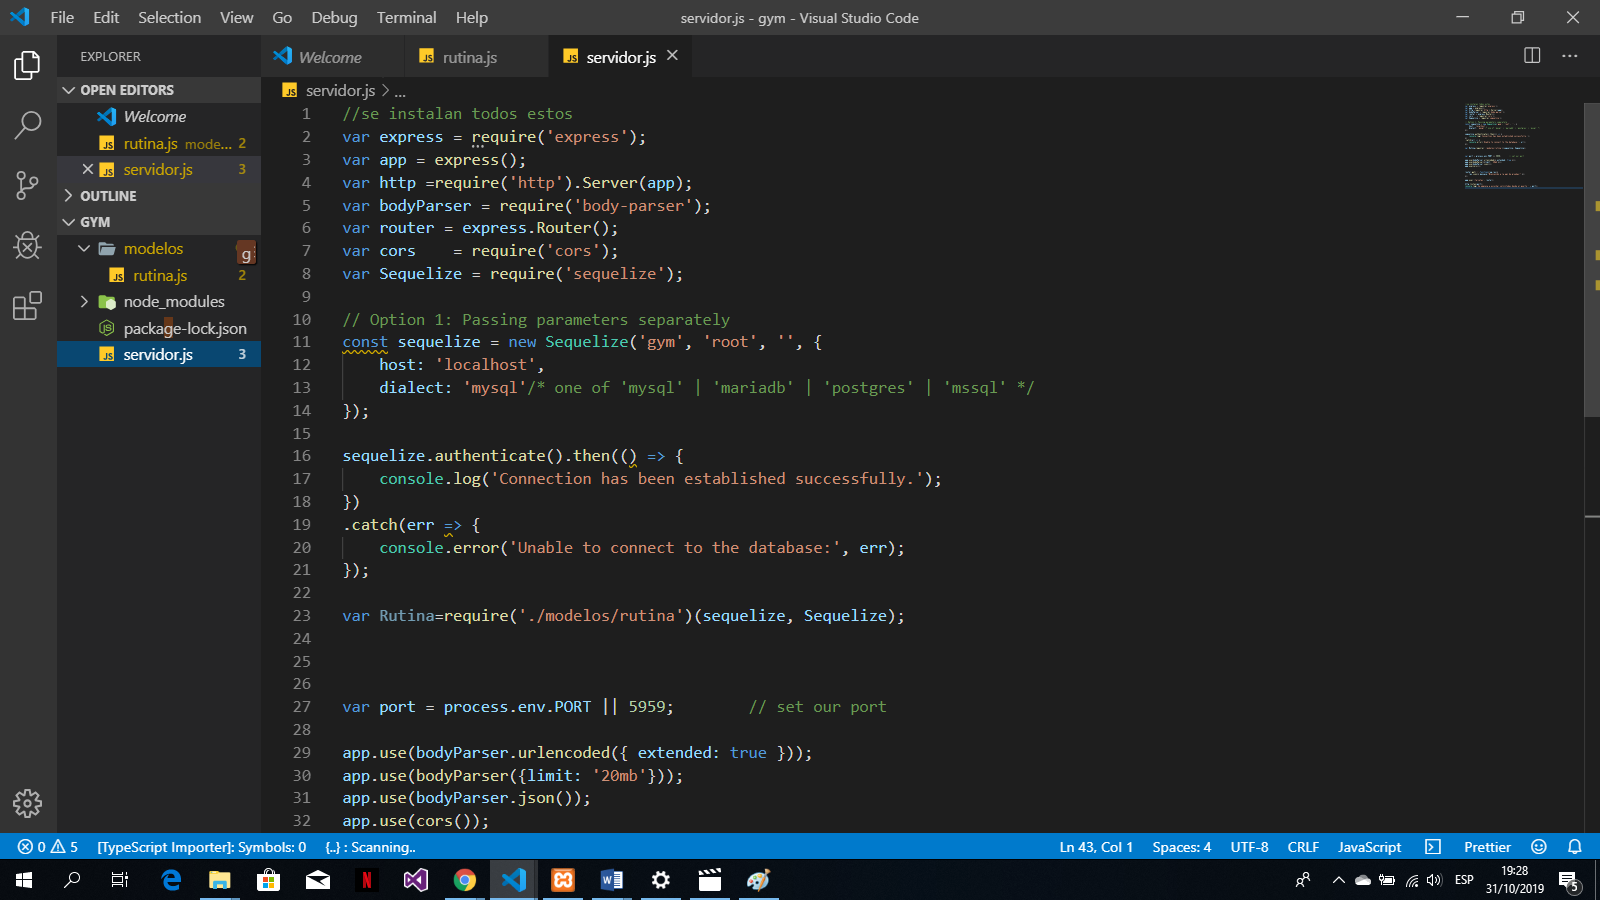 File Edit Selection View Go Debug Terminal Help
servidor.js - gym - Visual Studio Code
EXPLORER
OPEN EDITORS
Welcome
rutina.js mode... 2
servidor.js 3
OUTLINE
GYM
modelos
g
rutina.js 2
node_modules
package-lock.json
servidor.js 3
Welcome
rutina.js
servidor.js
servidor.js > ...
1 //se instalan todos estos
2 var express = require('express');
3 var app = express();
4 var http =require('http').Server(app);
5 var bodyParser = require('body-parser');
6 var router = express.Router();
7 var cors    = require('cors');
8 var Sequelize = require('sequelize');
9
10 // Option 1: Passing parameters separately
11 const sequelize = new Sequelize('gym', 'root', '', {
12     host: 'localhost',
13     dialect: 'mysql'/* one of 'mysql' | 'mariadb' | 'postgres' | 'mssql' */
14 });
15
16 sequelize.authenticate().then(() => {
17     console.log('Connection has been established successfully.');
18 })
19 .catch(err => {
20     console.error('Unable to connect to the database:', err);
21 });
22
23 var Rutina=require('./modelos/rutina')(sequelize, Sequelize);
24
25
26
27 var port = process.env.PORT || 5959;        // set our port
28
29 app.use(bodyParser.urlencoded({ extended: true }));
30 app.use(bodyParser({limit: '20mb'}));
31 app.use(bodyParser.json());
32 app.use(cors());
0 5 [TypeScript Importer]: Symbols: 0 {..} : Scanning..
Ln 43, Col 1 Spaces: 4 UTF-8 CRLF JavaScript Prettier
ESP
19:28
31/10/2019
5